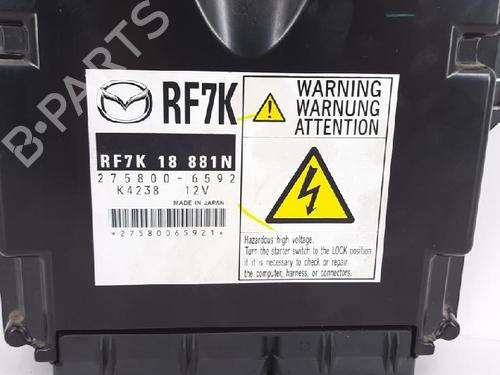 B-PARTS
RF7K
WARNING
WARNUNG
ATTENTION
RF7K 18 881N
275800-6592
K4238 12V
MADE IN JAPAN
*27580065921*
Hazardous high voltage.
Turn the starter switch to the LOCK position
if it is necessary to check or repair
the computer, harness, or connectors.